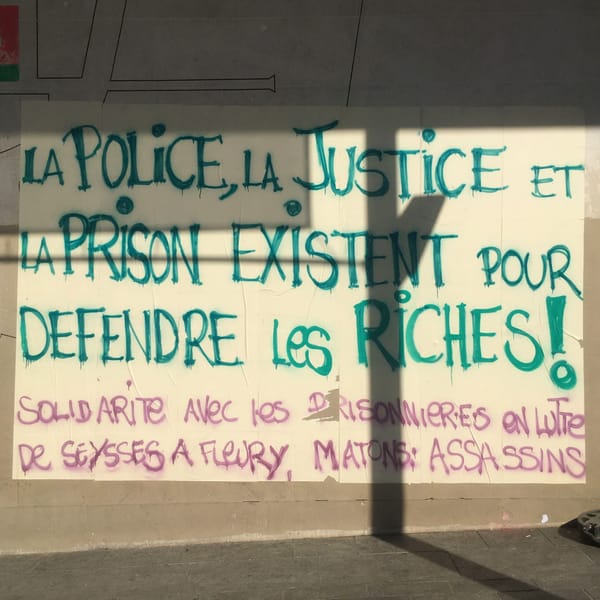 LA POLiCE, LA JUSTiCE ET
LA PRiSON EXiSTENT POUR
DEFENDRE LES RiCHES!
SOLIDARITE AVEC LES PRISONNIERE·ES EN LUTTE
DE SEYSSES A FLEURY, MATONS: ASSASSINS